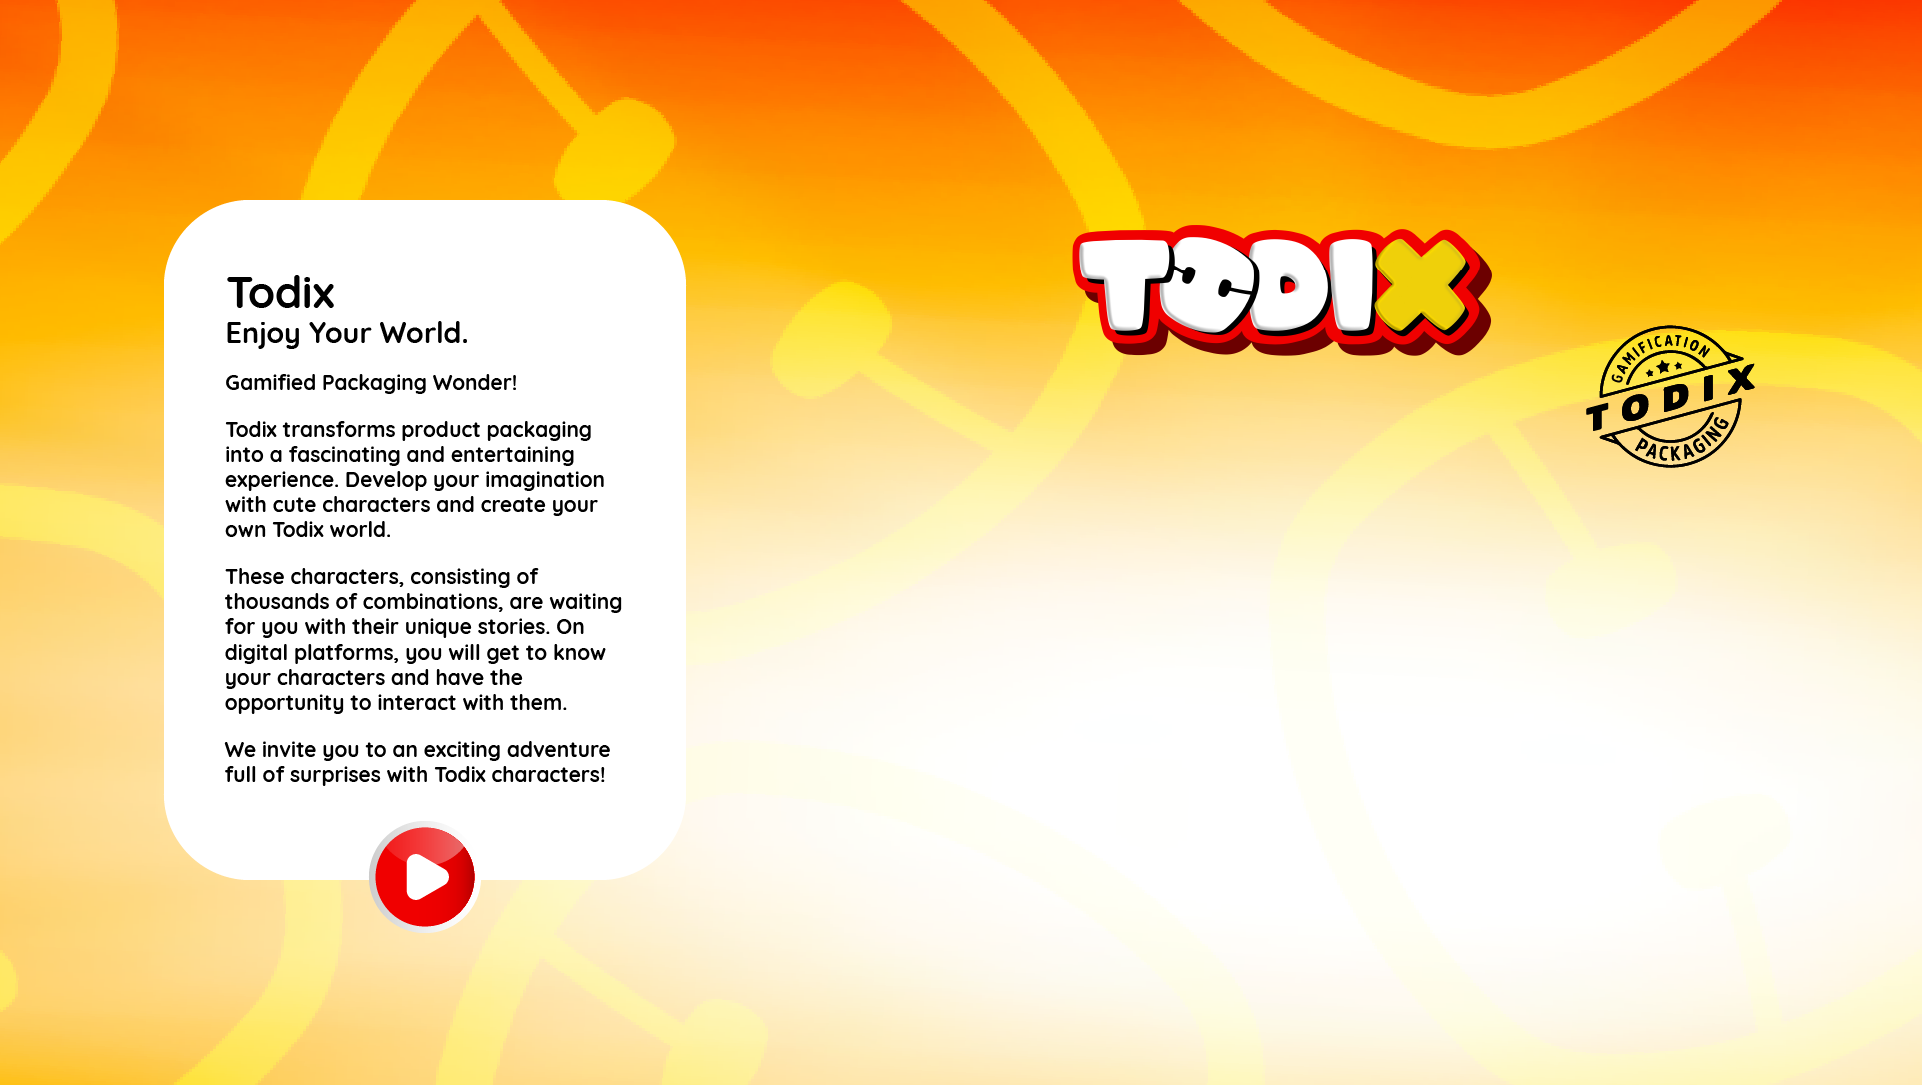 Todix
Enjoy Your World.
Gamified Packaging Wonder!
Todix transforms product packaging
into a fascinating and entertaining
experience. Develop your imagination
with cute characters and create your
own Todix world.
These characters, consisting of
thousands of combinations, are waiting
for you with their unique stories. On
digital platforms, you will get to know
your characters and have the
opportunity to interact with them.
We invite you to an exciting adventure
full of surprises with Todix characters!
TODIX
GAMIFICATION
TODIX
PACKAGING